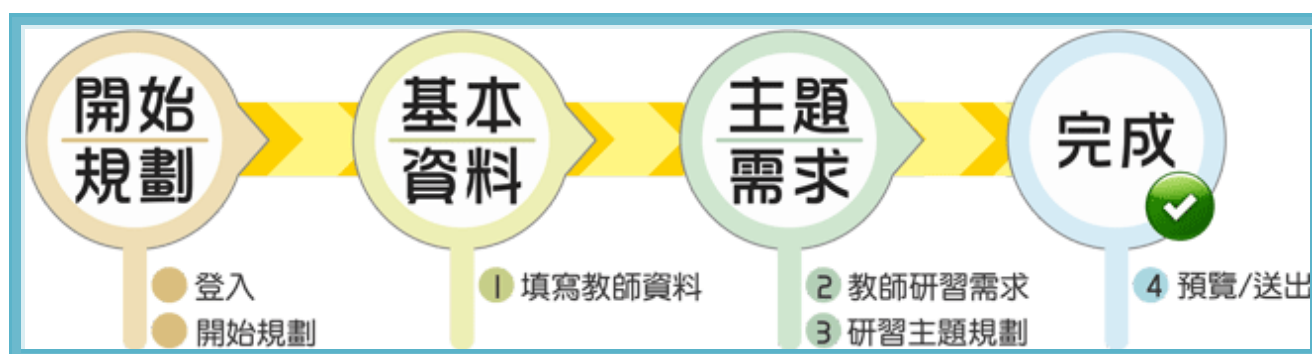 開始
規劃
基本
資料
主題
需求
完成
登入
開始規劃
1 填寫教師資料
2 教師研習需求
3 研習主題規劃
4 預覽/送出